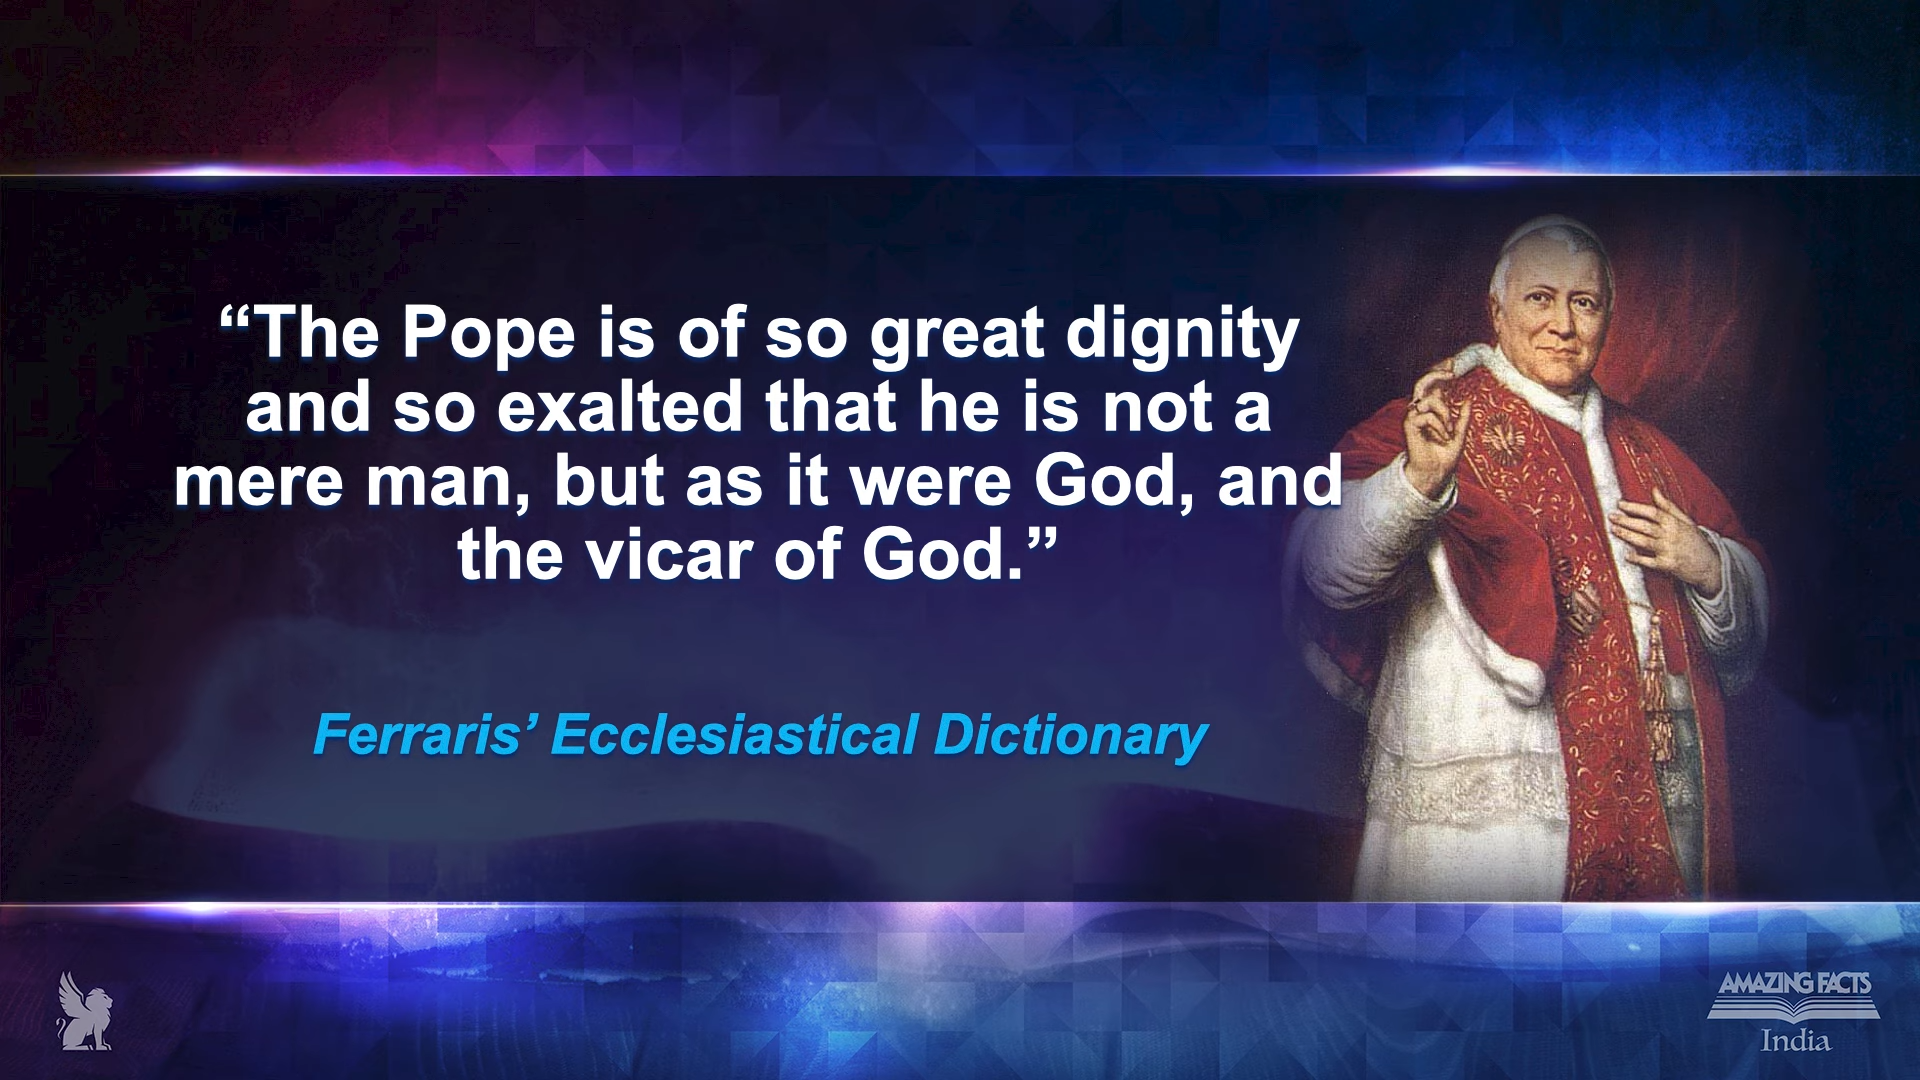 “The Pope is of so great dignity
and so exalted that he is not a
mere man, but as it were God, and
the vicar of God.”
Ferraris’ Ecclesiastical Dictionary
AMAZING FACTS
India